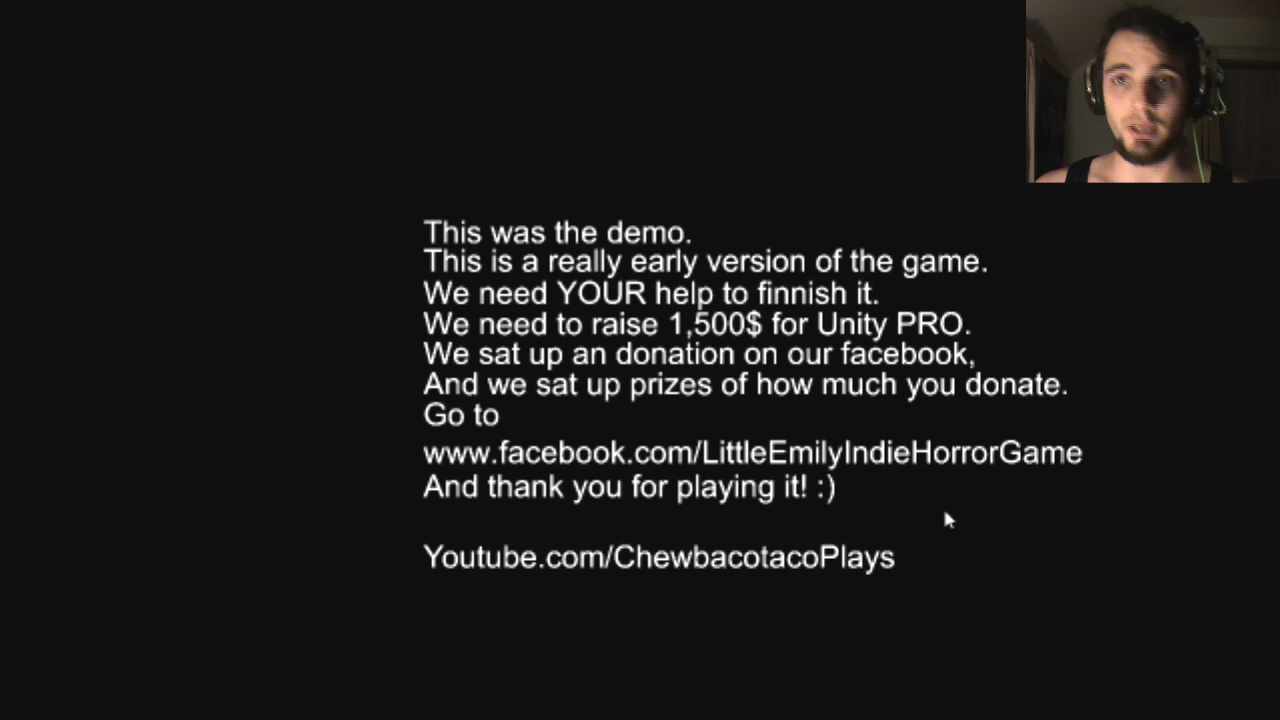 This was the demo.
This is a really early version of the game.
We need YOUR help to finnish it.
We need to raise 1,500$ for Unity PRO.
We sat up an donation on our facebook,
And we sat up prizes of how much you donate.
Go to
www.facebook.com/LittleEmilyIndieHorrorGame
And thank you for playing it! :)
Youtube.com/ChewbacotacoPlays